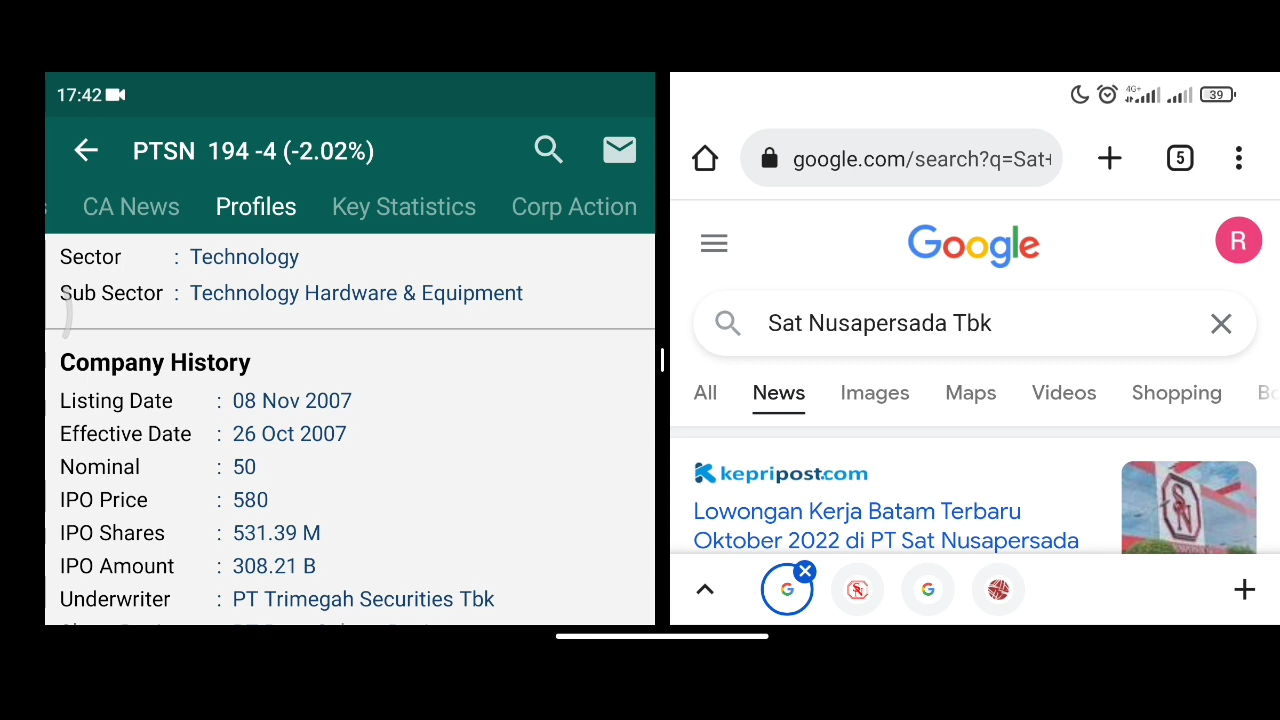 17:42
PTSN 194 -4 (-2.02%)
CA News Profiles Key Statistics Corp Action
Sector : Technology
Sub Sector : Technology Hardware & Equipment
Company History
Listing Date : 08 Nov 2007
Effective Date : 26 Oct 2007
Nominal : 50
IPO Price : 580
IPO Shares : 531.39 M
IPO Amount : 308.21 B
Underwriter : PT Trimegah Securities Tbk
4G+ 39
google.com/search?q=Sat+
5
Google
R
Sat Nusapersada Tbk
All News Images Maps Videos Shopping
kepripost.com
Lowongan Kerja Batam Terbaru
Oktober 2022 di PT Sat Nusapersada